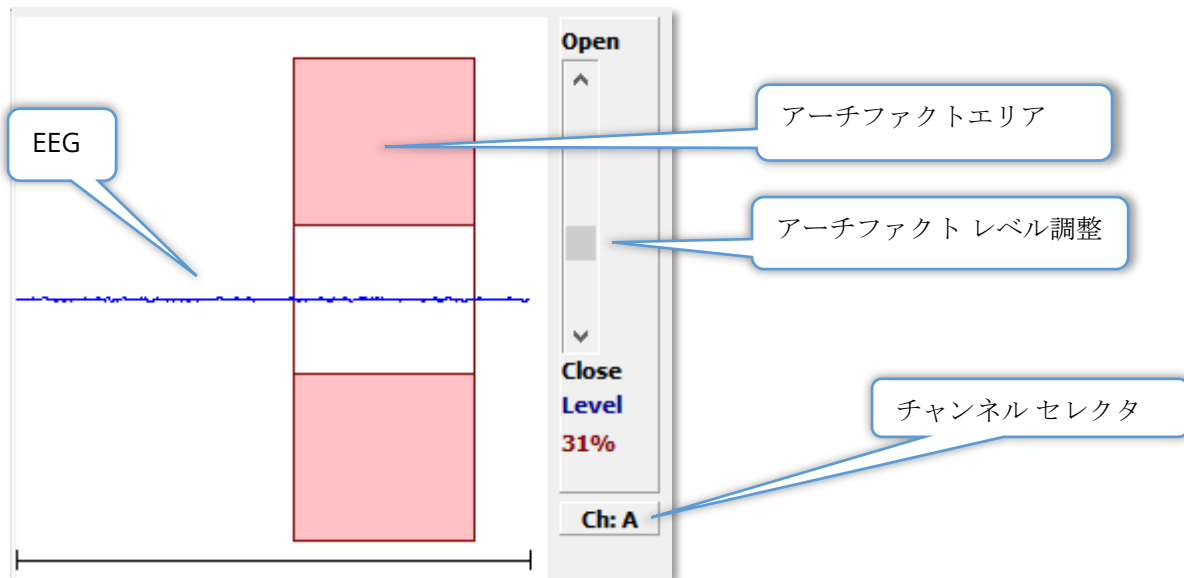 Open
アーチファクトエリア
EEG
アーチファクト レベル調整
Close
Level
31%
チャンネル セレクタ
Ch: A